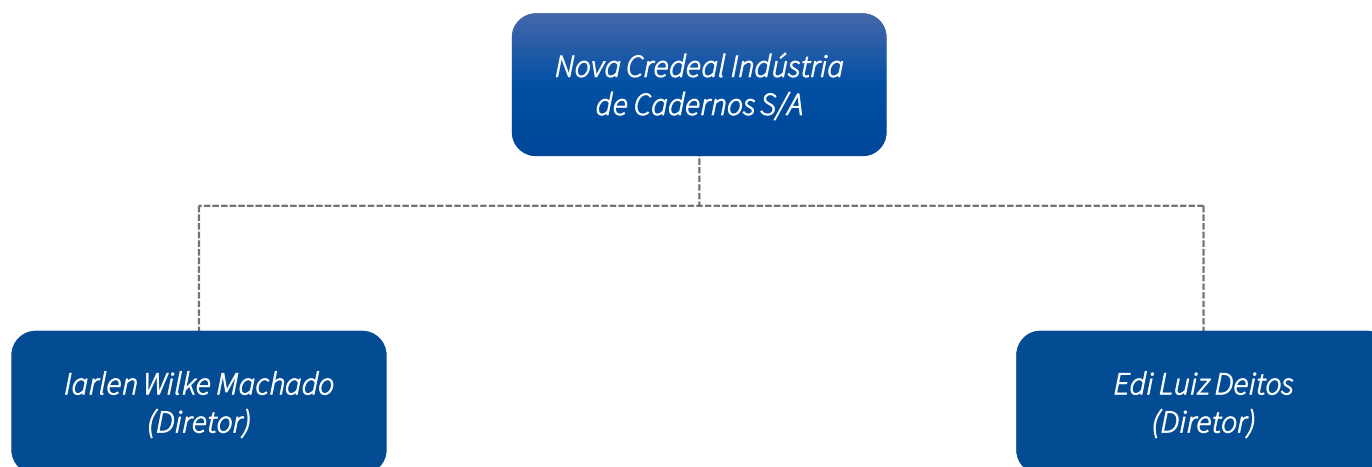 Nova Credeal Indústria
de Cadernos S/A
Iarlen Wilke Machado
(Diretor)
Edi Luiz Deitos
(Diretor)